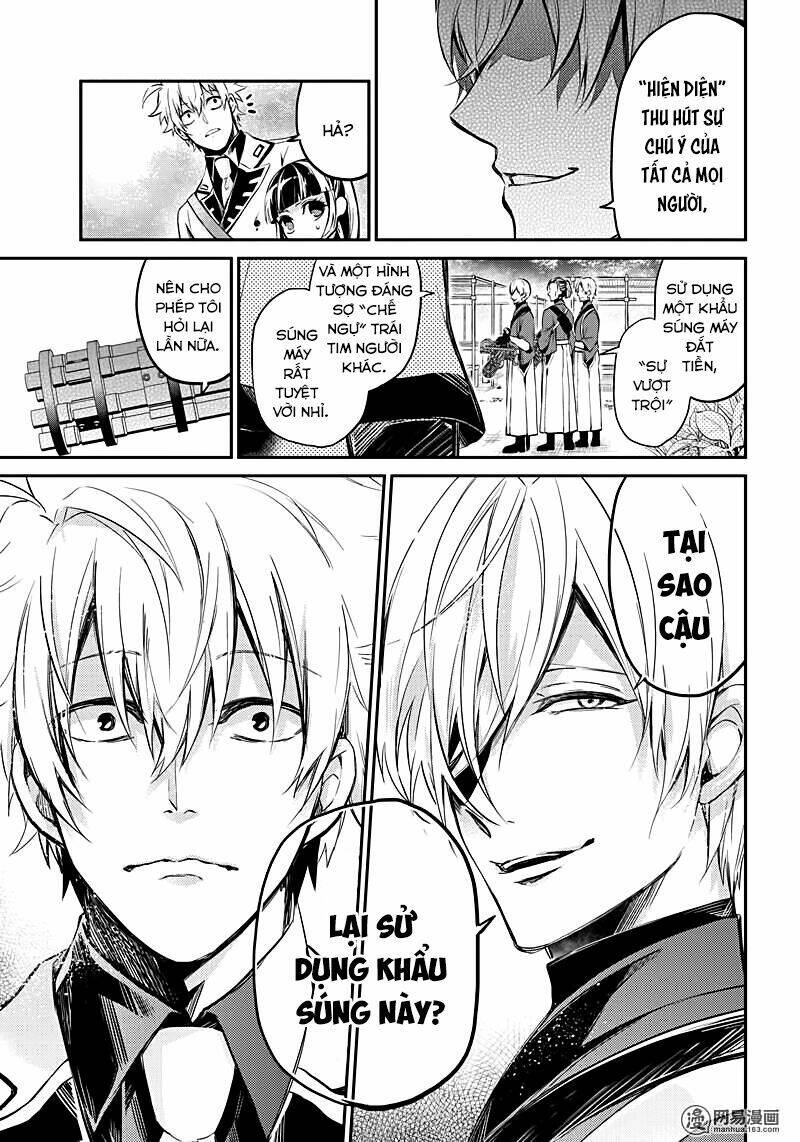 “HIỆN DIỆN”
THU HÚT SỰ
CHÚ Ý CỦA
TẤT CẢ MỌI
NGƯỜI,
HẢ?
SỬ DỤNG
MỘT KHẨU
SÚNG MÁY
ĐẮT
TIỀN,
“SỰ
VƯỢT
TRỘI”
VÀ MỘT HÌNH
TƯỢNG ĐÁNG
SỢ “CHẾ
NGỰ” TRÁI
TIM NGƯỜI
KHÁC.
SÚNG
MÁY
RẤT
TUYỆT
VỜI NHỈ.
NÊN CHO
PHÉP TÔI
HỎI LẠI
LẦN NỮA.
TẠI
SAO
CẬU
LẠI SỬ
DỤNG KHẨU
SÚNG NÀY?
网易漫画
manhua.163.com